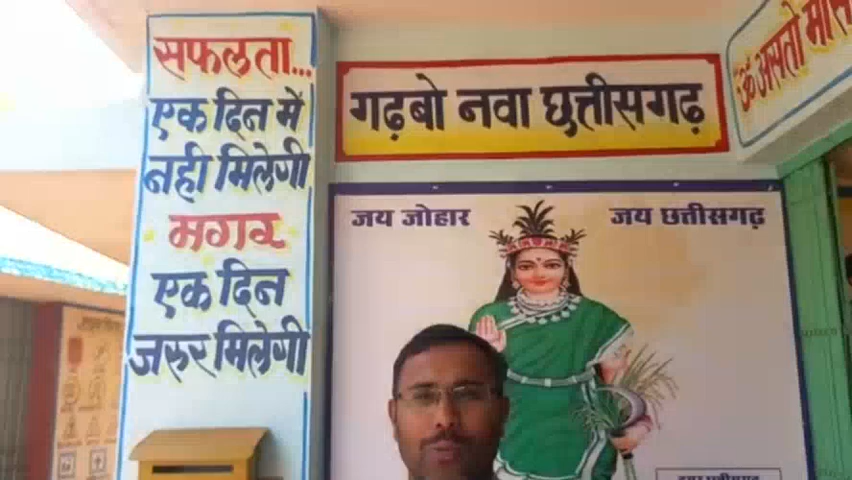 सफलता...
एक दिन में
नही मिलेगी
मगर
एक दिन
जरुर मिलेगी
गढ़बो नवा छत्तीसगढ़
जय जोहार
जय छत्तीसगढ़
ॐ असतो मा